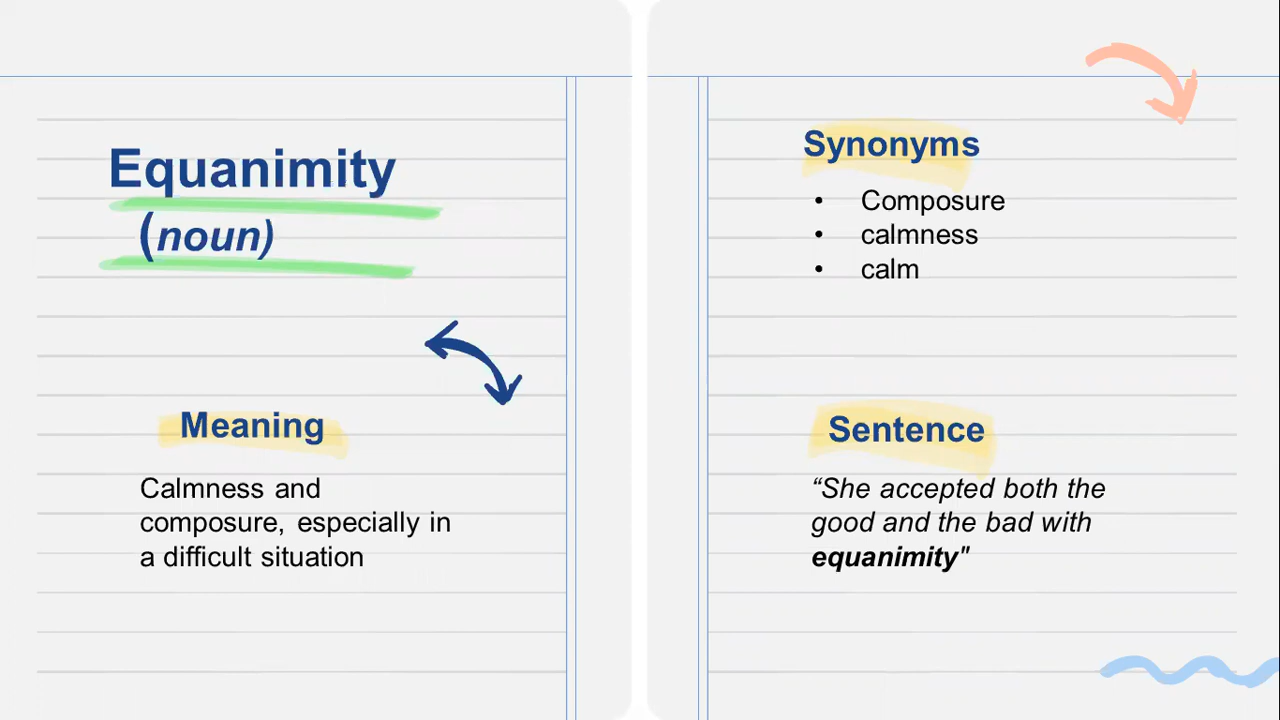 Equanimity
(noun)
Meaning
Calmness and
composure, especially in
a difficult situation
Synonyms
• Composure
• calmness
• calm
Sentence
“She accepted both the
good and the bad with
equanimity"